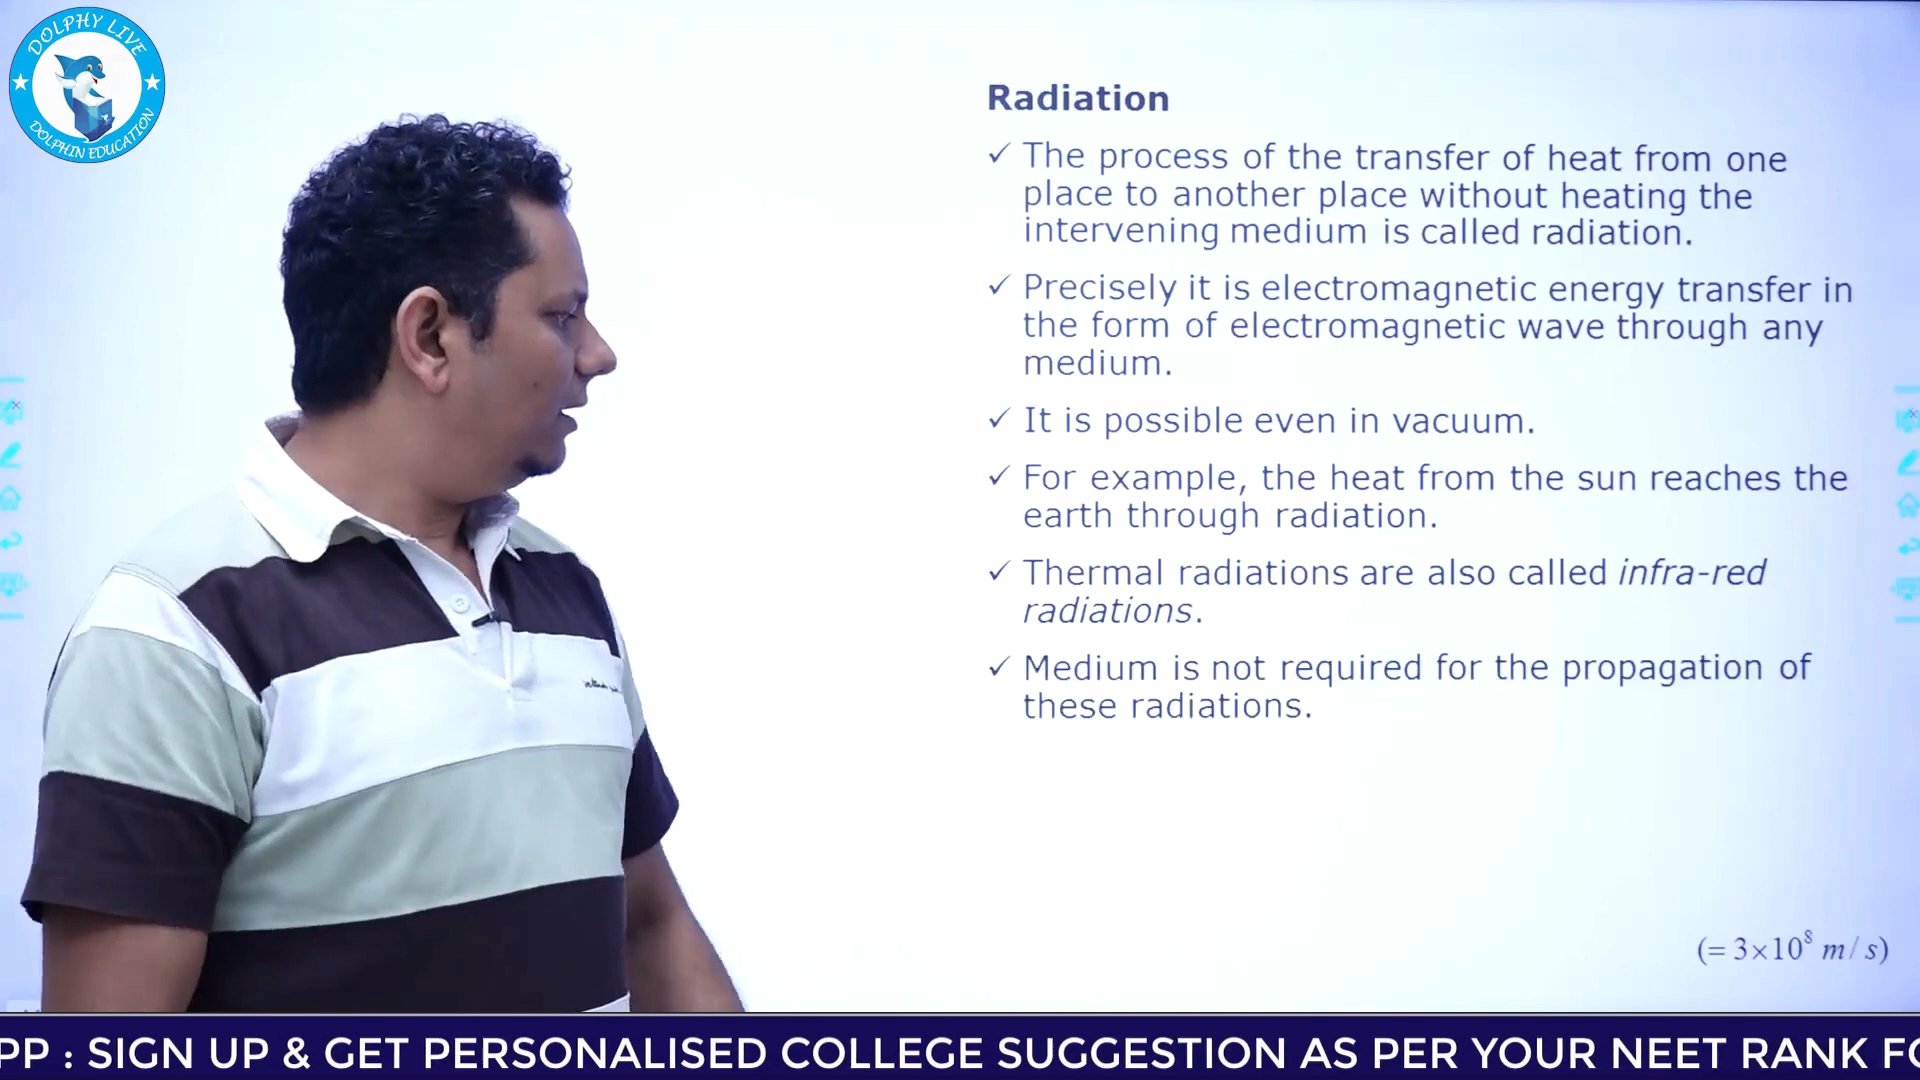 DOLPHY LIVE
DOLPHIN EDUCATION
Radiation
✓ The process of the transfer of heat from one
place to another place without heating the
intervening medium is called radiation.
✓ Precisely it is electromagnetic energy transfer in
the form of electromagnetic wave through any
medium.
✓ It is possible even in vacuum.
✓ For example, the heat from the sun reaches the
earth through radiation.
✓ Thermal radiations are also called infra-red
radiations.
✓ Medium is not required for the propagation of
these radiations.
(= 3×10⁸ m/s)
PP : SIGN UP & GET PERSONALISED COLLEGE SUGGESTION AS PER YOUR NEET RANK FO